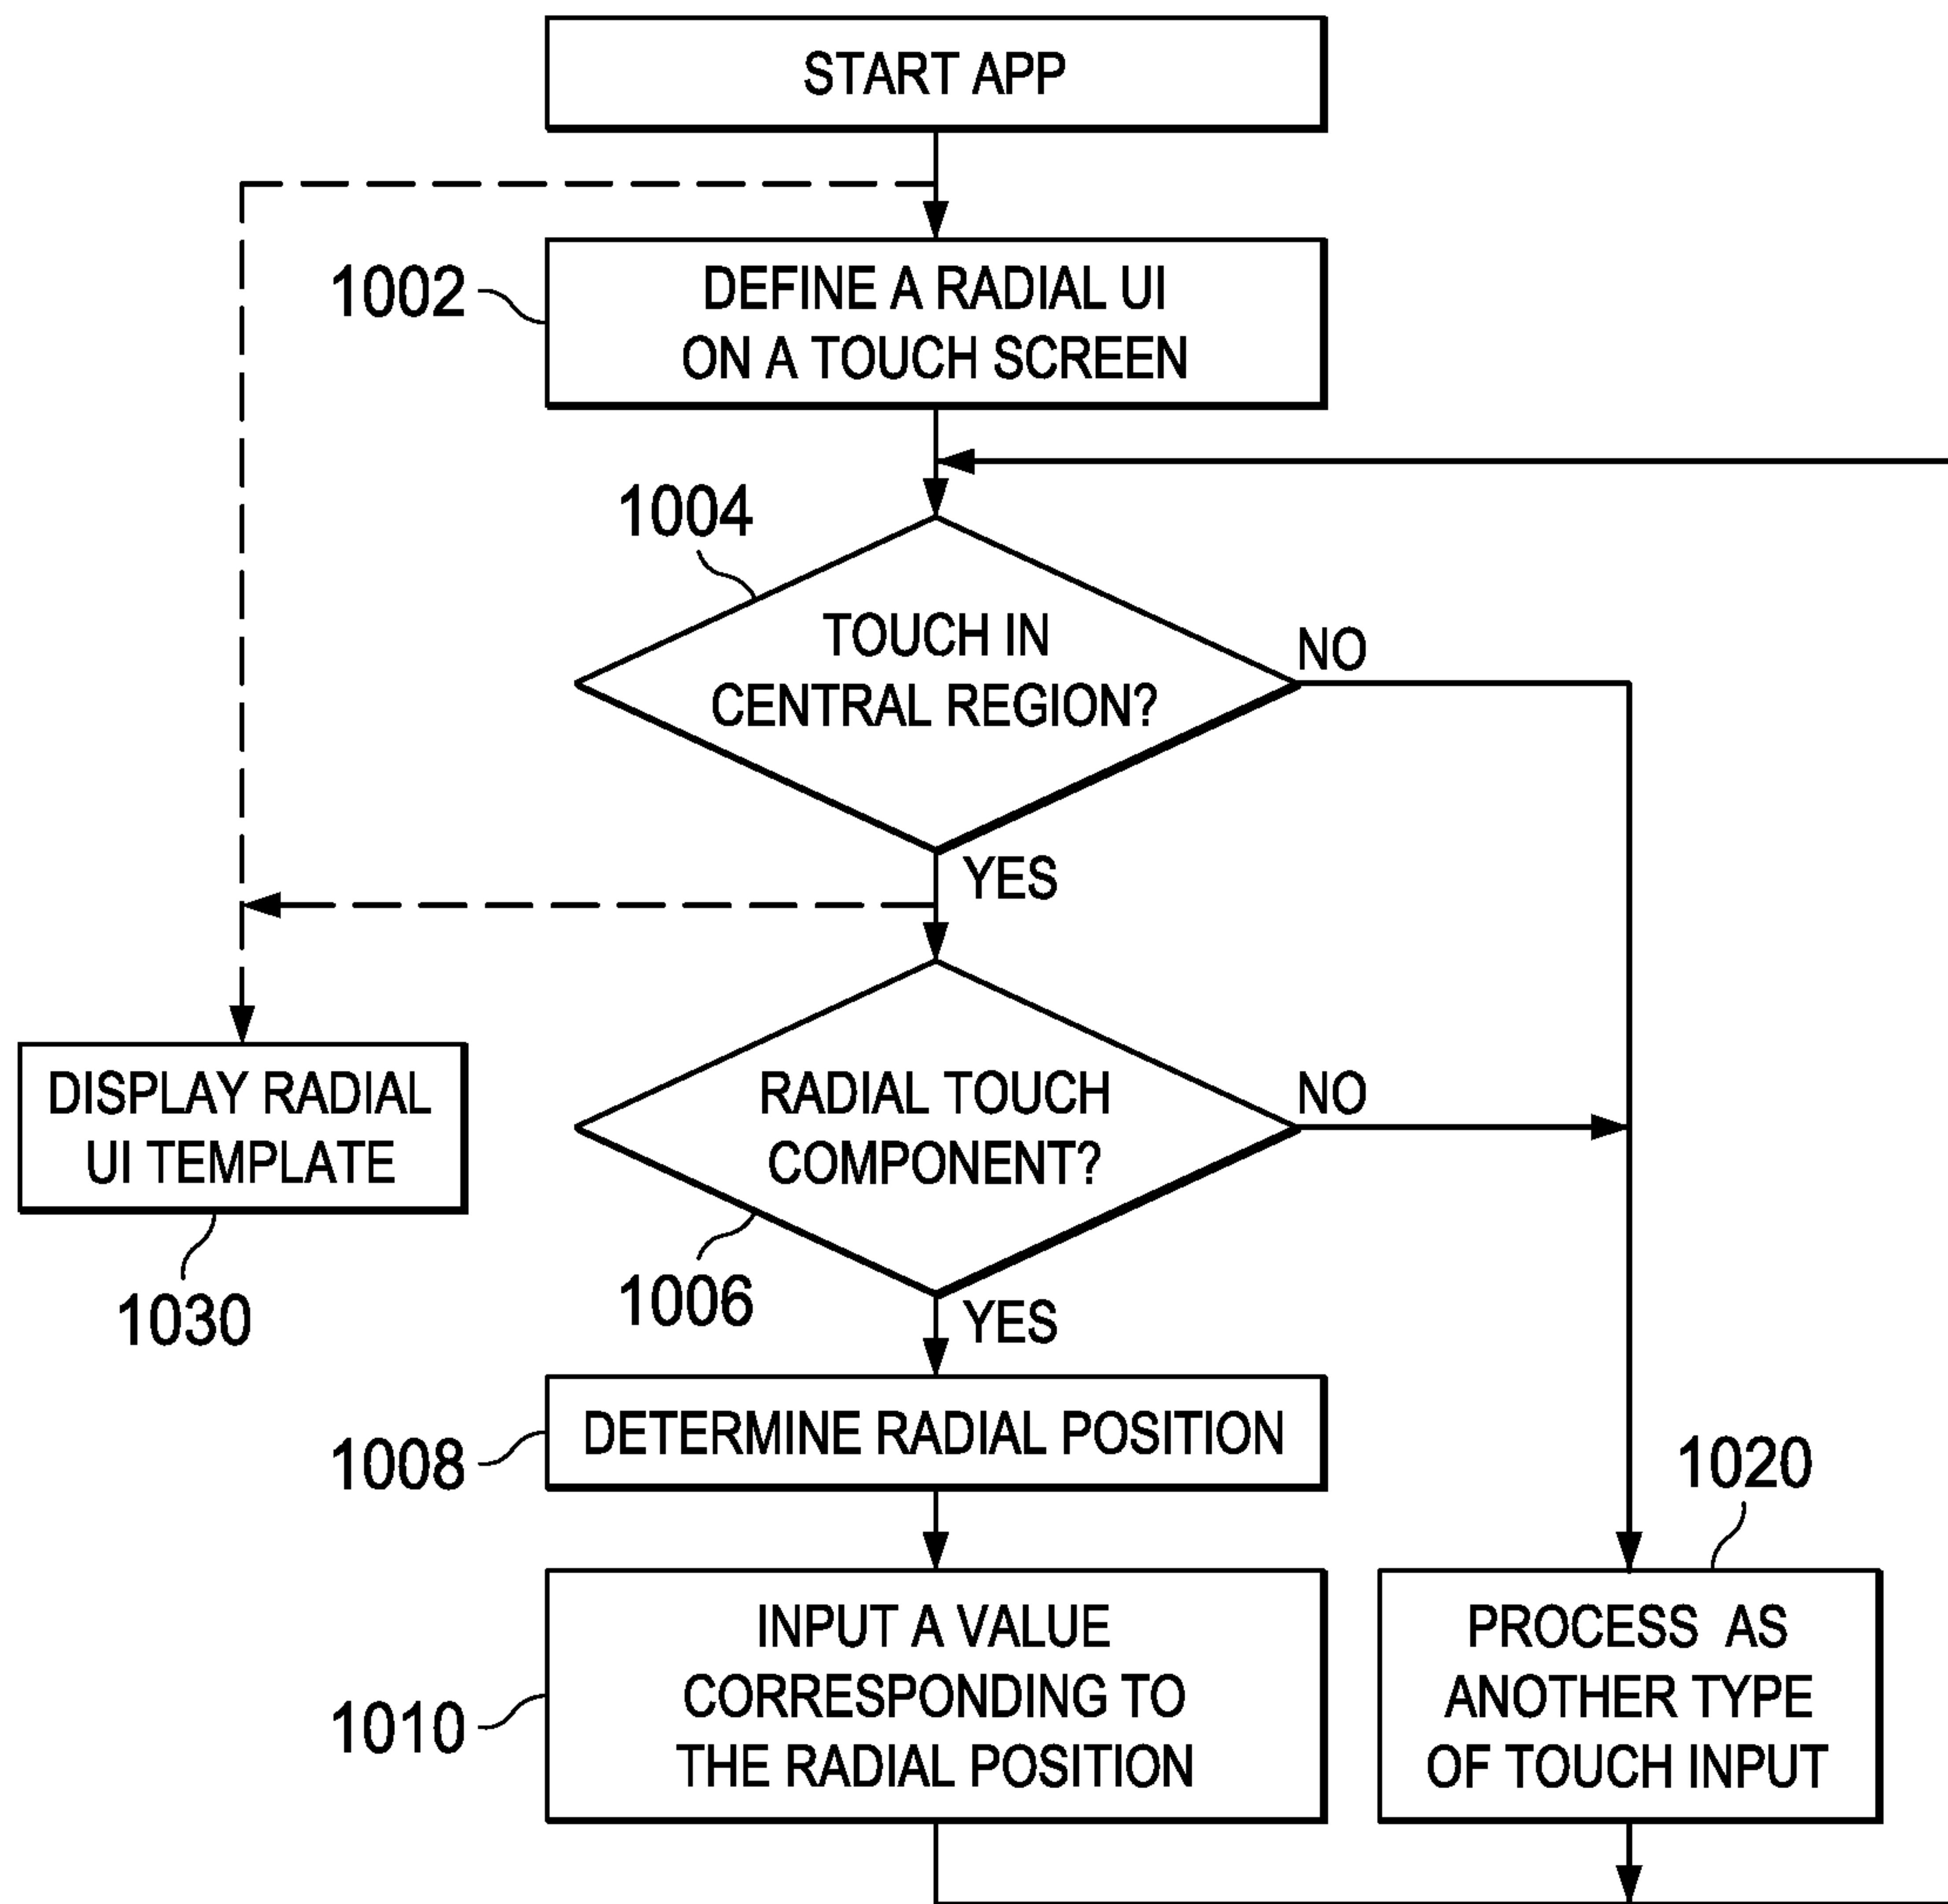 START APP
1002
DEFINE A RADIAL UI
ON A TOUCH SCREEN
1004
TOUCH IN
CENTRAL REGION?
NO
YES
DISPLAY RADIAL
UI TEMPLATE
1030
RADIAL TOUCH
COMPONENT?
NO
1006
YES
1008
DETERMINE RADIAL POSITION
1020
1010
INPUT A VALUE
CORRESPONDING TO
THE RADIAL POSITION
PROCESS AS
ANOTHER TYPE
OF TOUCH INPUT